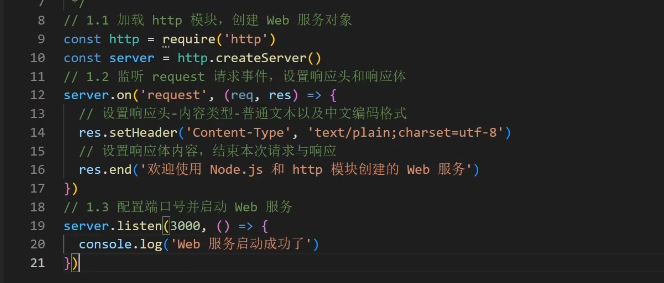 7 */
8 // 1.1 加载 http 模块，创建 Web 服务对象
9 const http = require('http')
10 const server = http.createServer()
11 // 1.2 监听 request 请求事件，设置响应头和响应体
12 server.on('request', (req, res) => {
13 // 设置响应头-内容类型-普通文本以及中文编码格式
14 res.setHeader('Content-Type', 'text/plain;charset=utf-8')
15 // 设置响应体内容，结束本次请求与响应
16 res.end('欢迎使用 Node.js 和 http 模块创建的 Web 服务')
17 })
18 // 1.3 配置端口号并启动 Web 服务
19 server.listen(3000, () => {
20 console.log('Web 服务启动成功了')
21 })